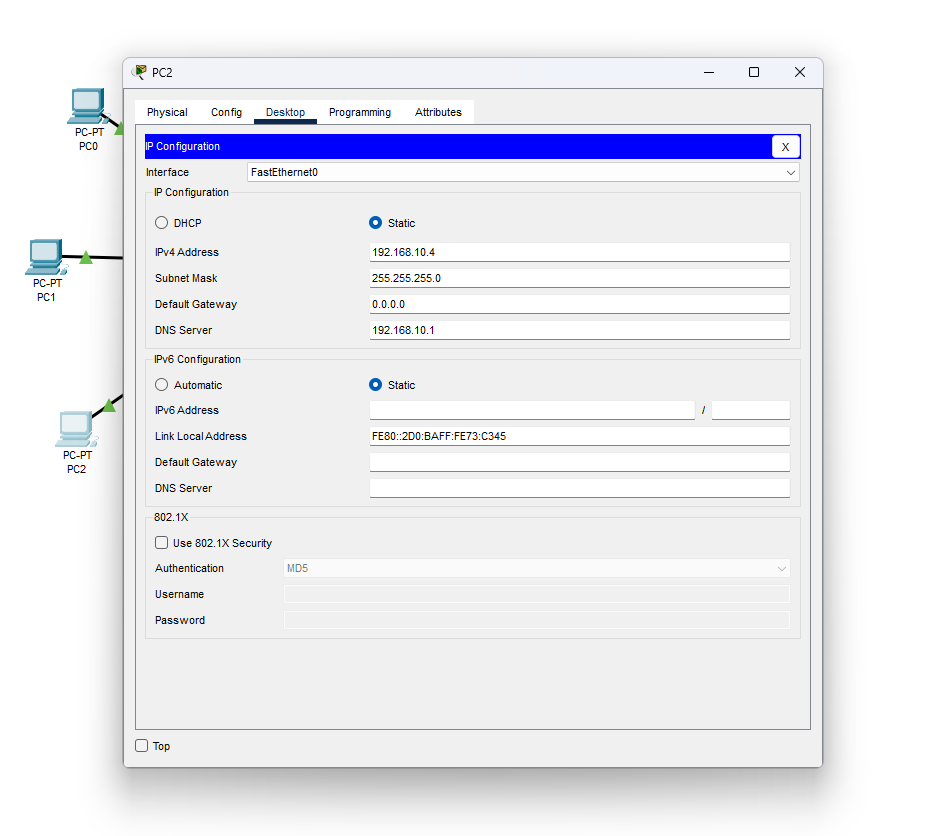 PC2
Physical Config Desktop Programming Attributes
IP Configuration X
Interface FastEthernet0
IP Configuration
DHCP Static
IPv4 Address 192.168.10.4
Subnet Mask 255.255.255.0
Default Gateway 0.0.0.0
DNS Server 192.168.10.1
IPv6 Configuration
Automatic Static
IPv6 Address /
Link Local Address FE80::2D0:BAFF:FE73:C345
Default Gateway
DNS Server
802.1X
Use 802.1X Security
Authentication MD5
Username
Password
Top
PC-PT
PC0
PC-PT
PC1
PC-PT
PC2